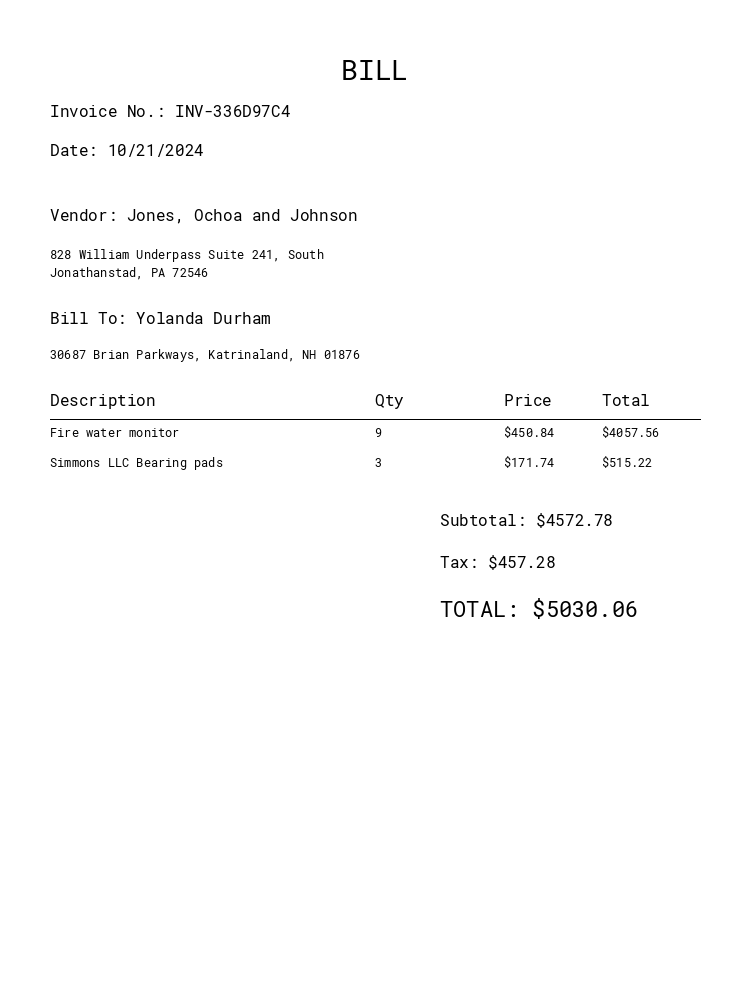 BILL
Invoice No.: INV-336D97C4
Date: 10/21/2024
Vendor: Jones, Ochoa and Johnson
828 William Underpass Suite 241, South
Jonathanstad, PA 72546
Bill To: Yolanda Durham
30687 Brian Parkways, Katrinaland, NH 01876
Description Qty Price Total
Fire water monitor 9 $450.84 $4057.56
Simmons LLC Bearing pads 3 $171.74 $515.22
Subtotal: $4572.78
Tax: $457.28
TOTAL: $5030.06